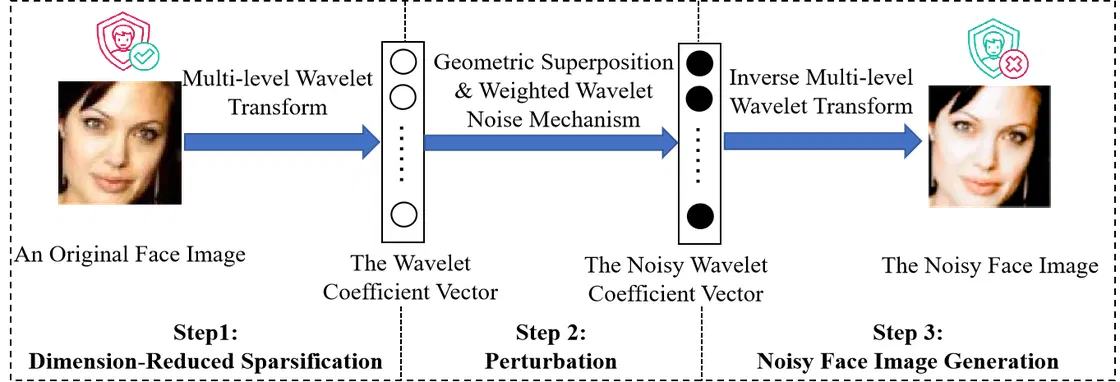 Multi-level Wavelet
Transform
Geometric Superposition
& Weighted Wavelet
Noise Mechanism
Inverse Multi-level
Wavelet Transform
An Original Face Image
The Wavelet
Coefficient Vector
The Noisy Wavelet
Coefficient Vector
The Noisy Face Image
Step1:
Dimension-Reduced Sparsification
Step 2:
Perturbation
Step 3:
Noisy Face Image Generation